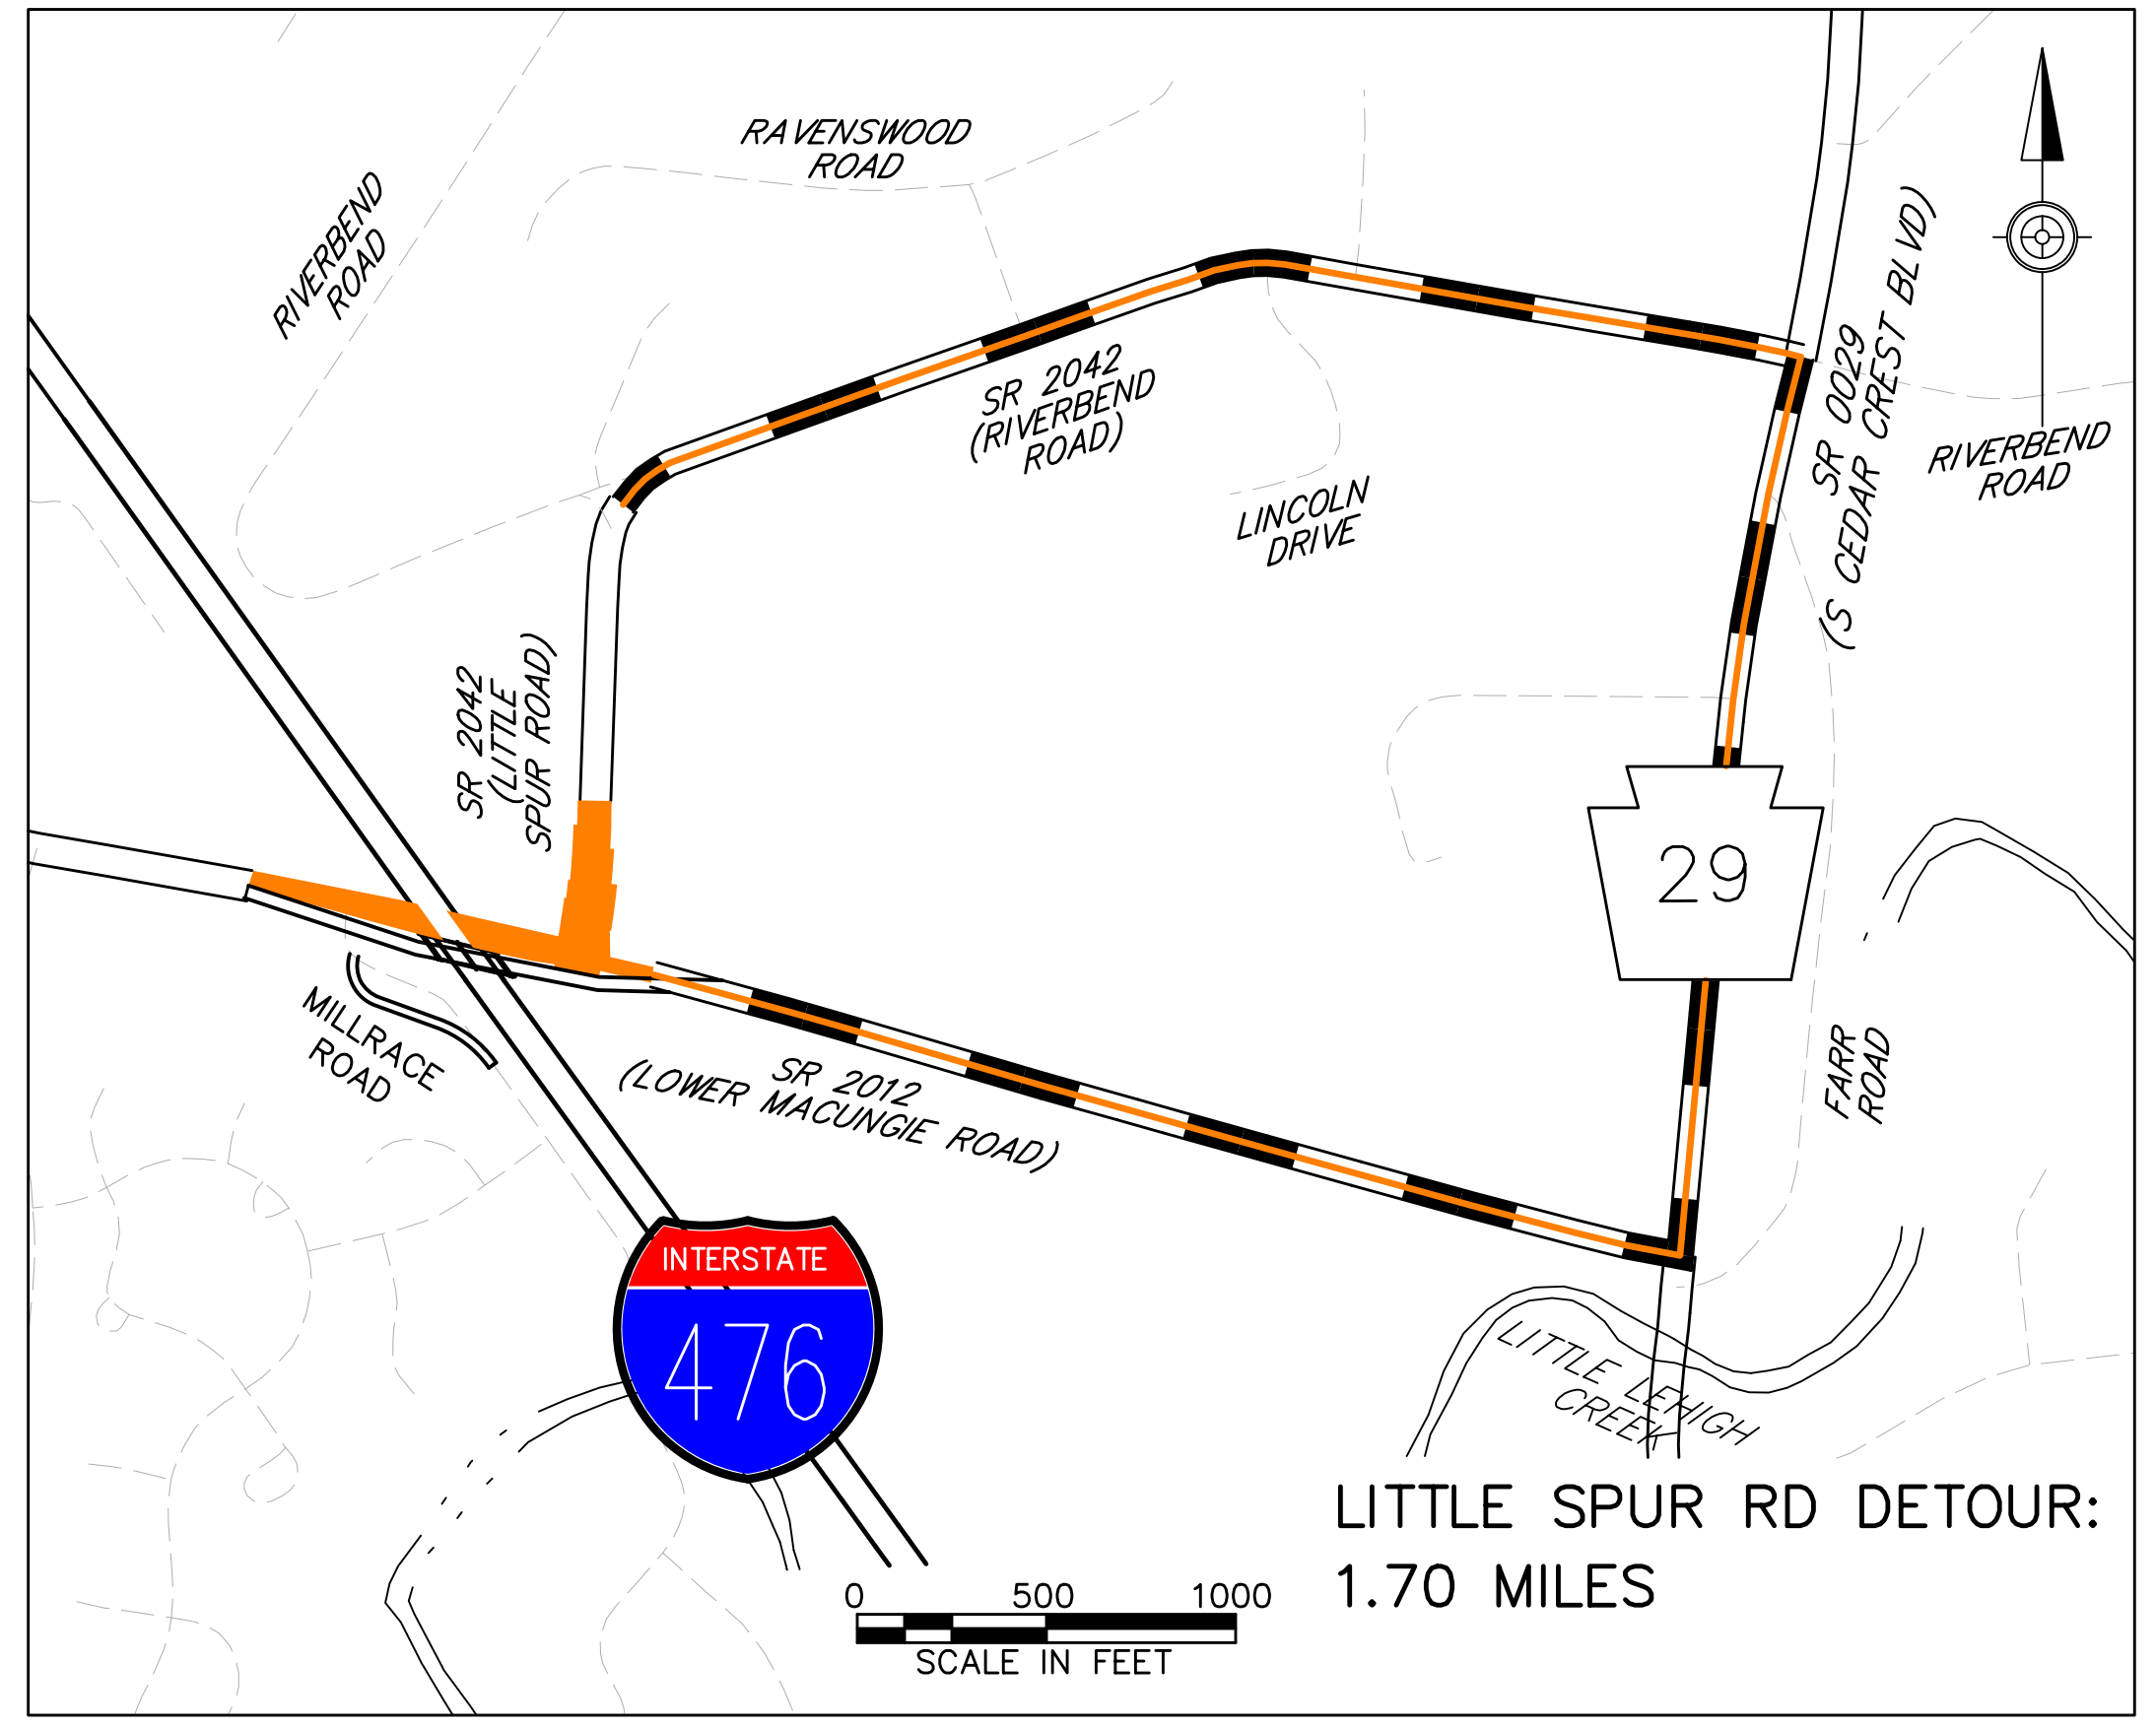 RAVENSWOOD
ROAD
RIVERBEND
ROAD
SR 2042
(RIVERBEND
ROAD)
SR 0029
(S CEDAR CREST BLVD)
RIVERBEND
ROAD
LINCOLN
DRIVE
SR 2042
(LITTLE
SPUR ROAD)
29
MILLRACE
ROAD
SR 2012
(LOWER MACUNGIE ROAD)
FARR
ROAD
INTERSTATE
476
LITTLE LEHIGH
CREEK
LITTLE SPUR RD DETOUR:
1.70 MILES
0 500 1000
SCALE IN FEET